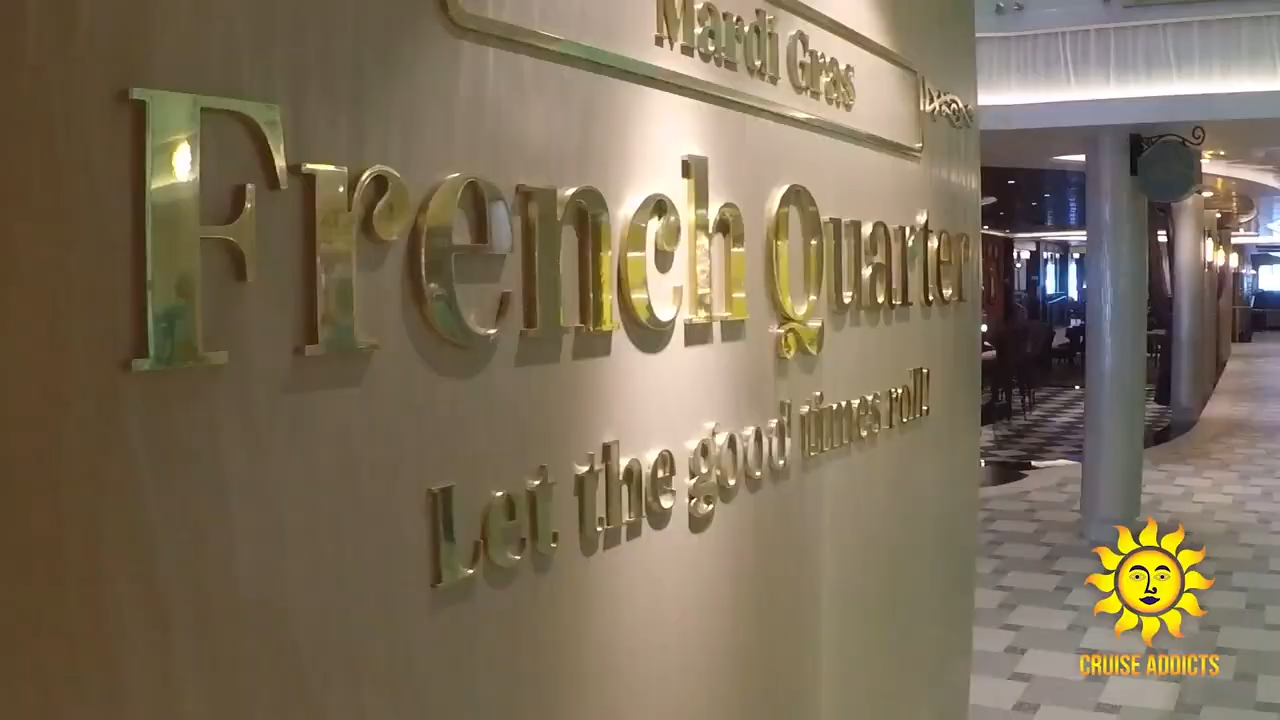 Mardi Gras
French Quarter
Let the good times roll!
CRUISE ADDICTS